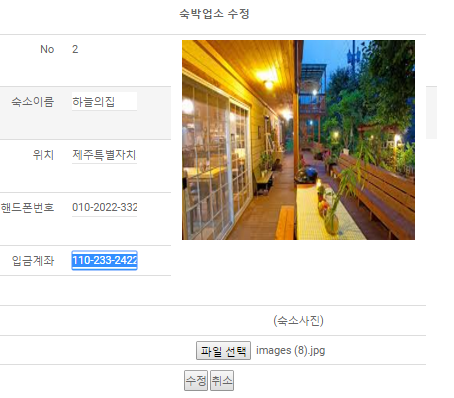 숙박업소 수정
No 2
숙소이름 하늘의집
위치 제주특별자치
핸드폰번호 010-2022-332
입금계좌 110-233-2422
(숙소사진)
파일 선택 images (8).jpg
수정 취소